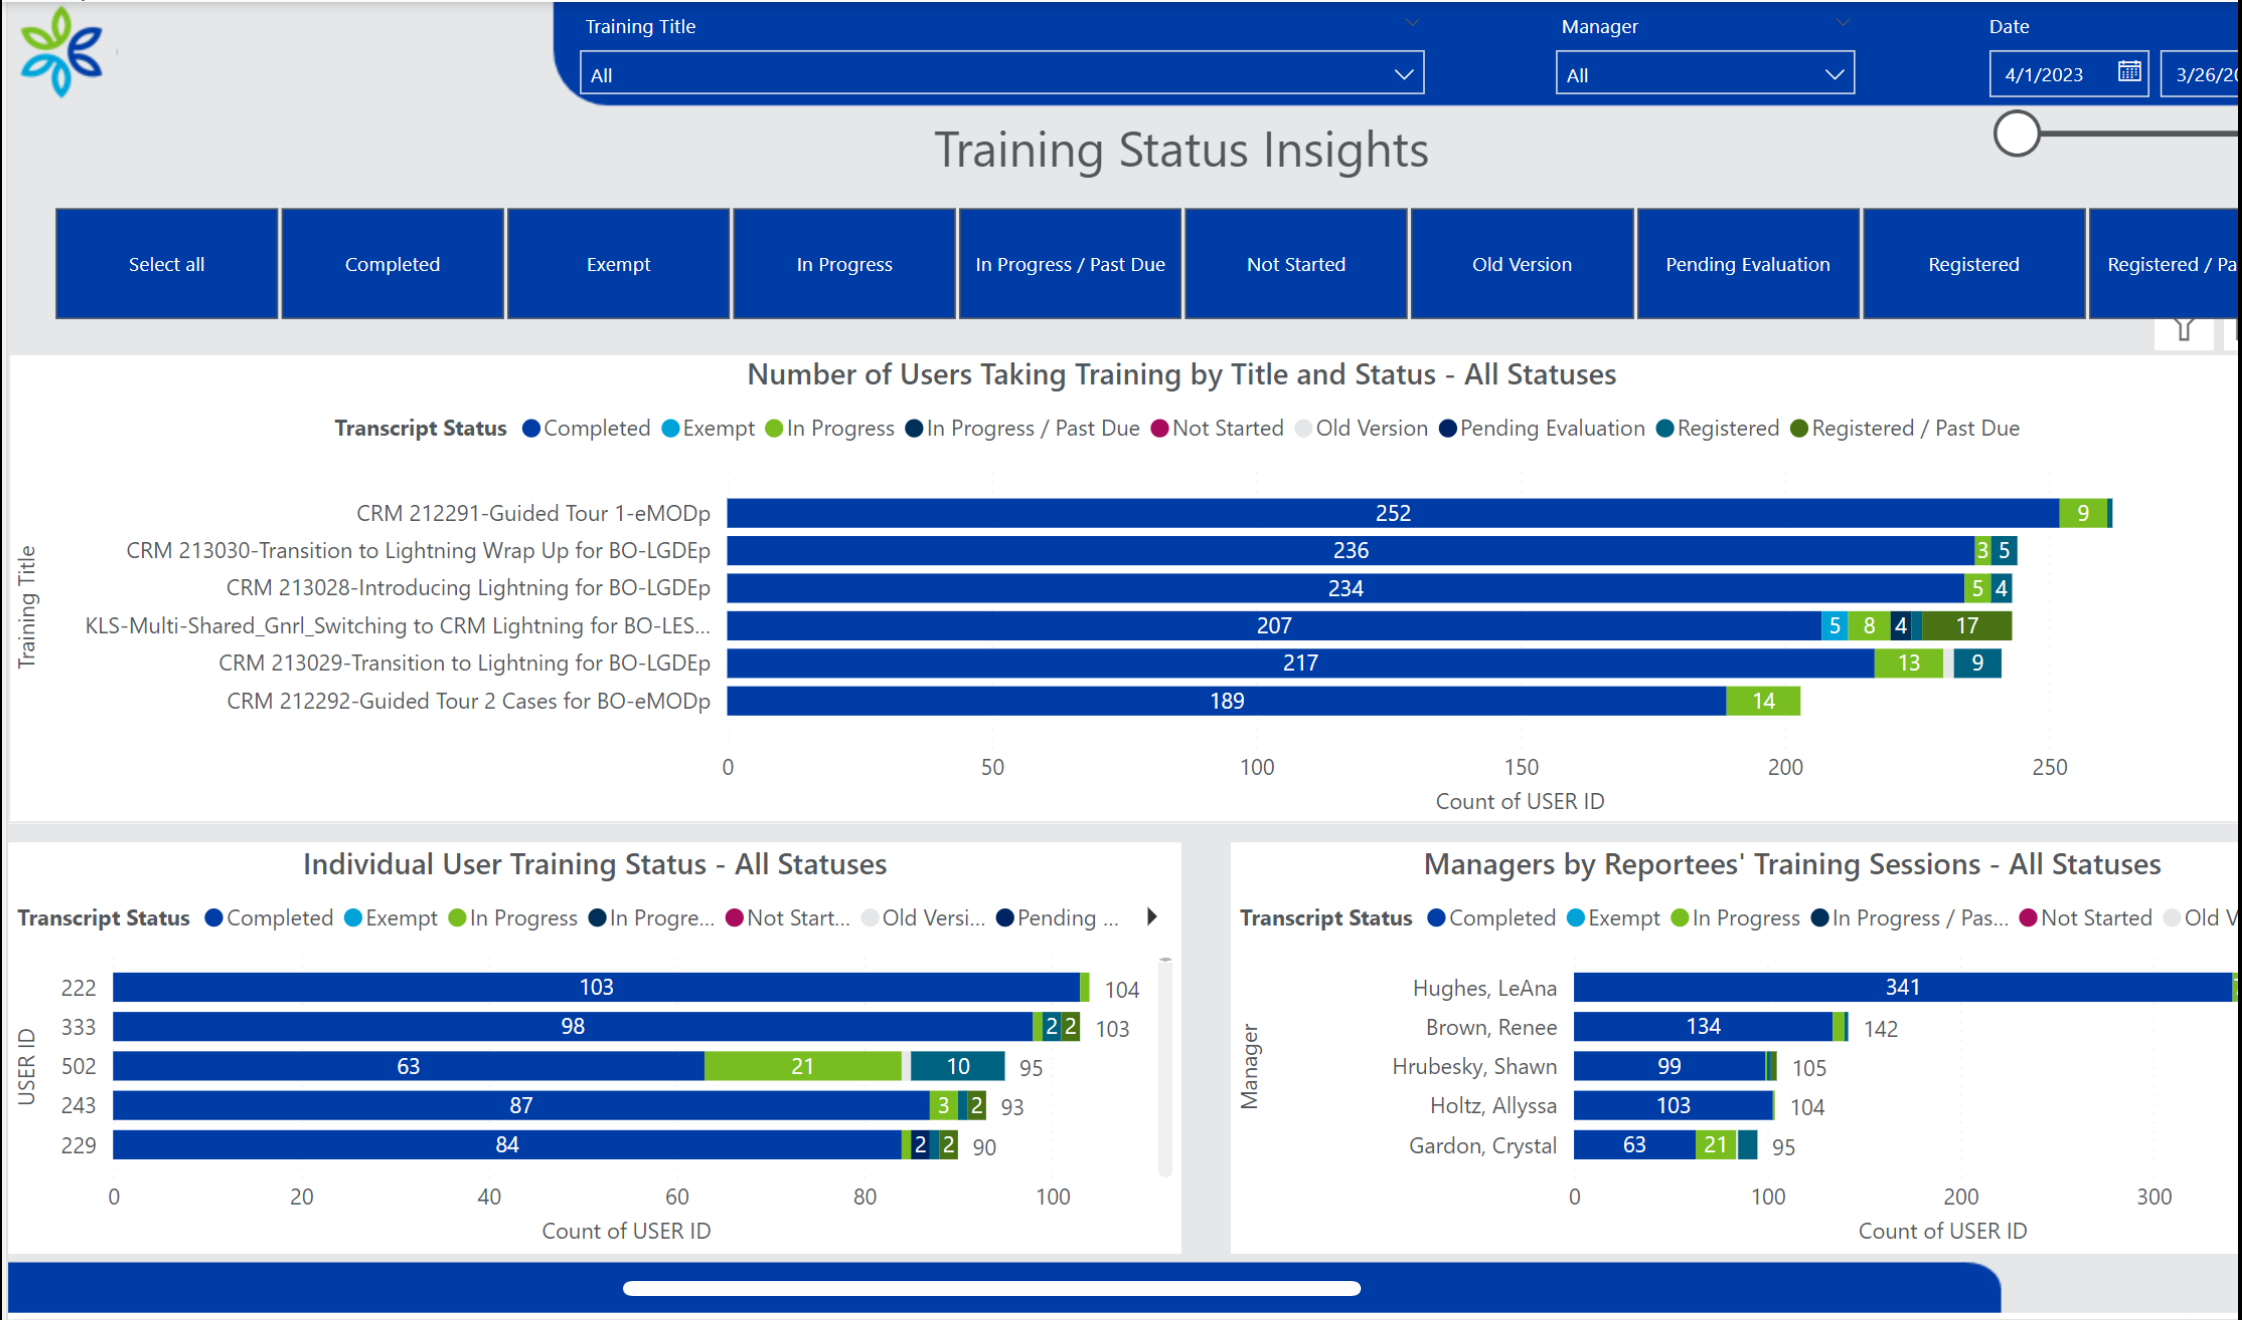 Training Title
Manager
Date
All
All
4/1/2023
3/26/20
Training Status Insights
Select all
Completed
Exempt
In Progress
In Progress / Past Due
Not Started
Old Version
Pending Evaluation
Registered
Registered / Pa
Number of Users Taking Training by Title and Status - All Statuses
Transcript Status Completed Exempt In Progress In Progress / Past Due Not Started Old Version Pending Evaluation Registered Registered / Past Due
Training Title
CRM 212291-Guided Tour 1-eMODp 252 9
CRM 213030-Transition to Lightning Wrap Up for BO-LGDEp 236 3 5
CRM 213028-Introducing Lightning for BO-LGDEp 234 5 4
KLS-Multi-Shared_Gnrl_Switching to CRM Lightning for BO-LES... 207 5 8 4 17
CRM 213029-Transition to Lightning for BO-LGDEp 217 13 9
CRM 212292-Guided Tour 2 Cases for BO-eMODp 189 14
0 50 100 150 200 250
Count of USER ID
Individual User Training Status - All Statuses
Transcript Status Completed Exempt In Progress In Progre... Not Start... Old Versi... Pending ...
USER ID
222 103 104
333 98 2 2 103
502 63 21 10 95
243 87 3 2 93
229 84 2 2 90
0 20 40 60 80 100
Count of USER ID
Managers by Reportees' Training Sessions - All Statuses
Transcript Status Completed Exempt In Progress In Progress / Pas... Not Started Old V
Manager
Hughes, LeAna 341
Brown, Renee 134 142
Hrubesky, Shawn 99 105
Holtz, Allyssa 103 104
Gardon, Crystal 63 21 95
0 100 200 300
Count of USER ID